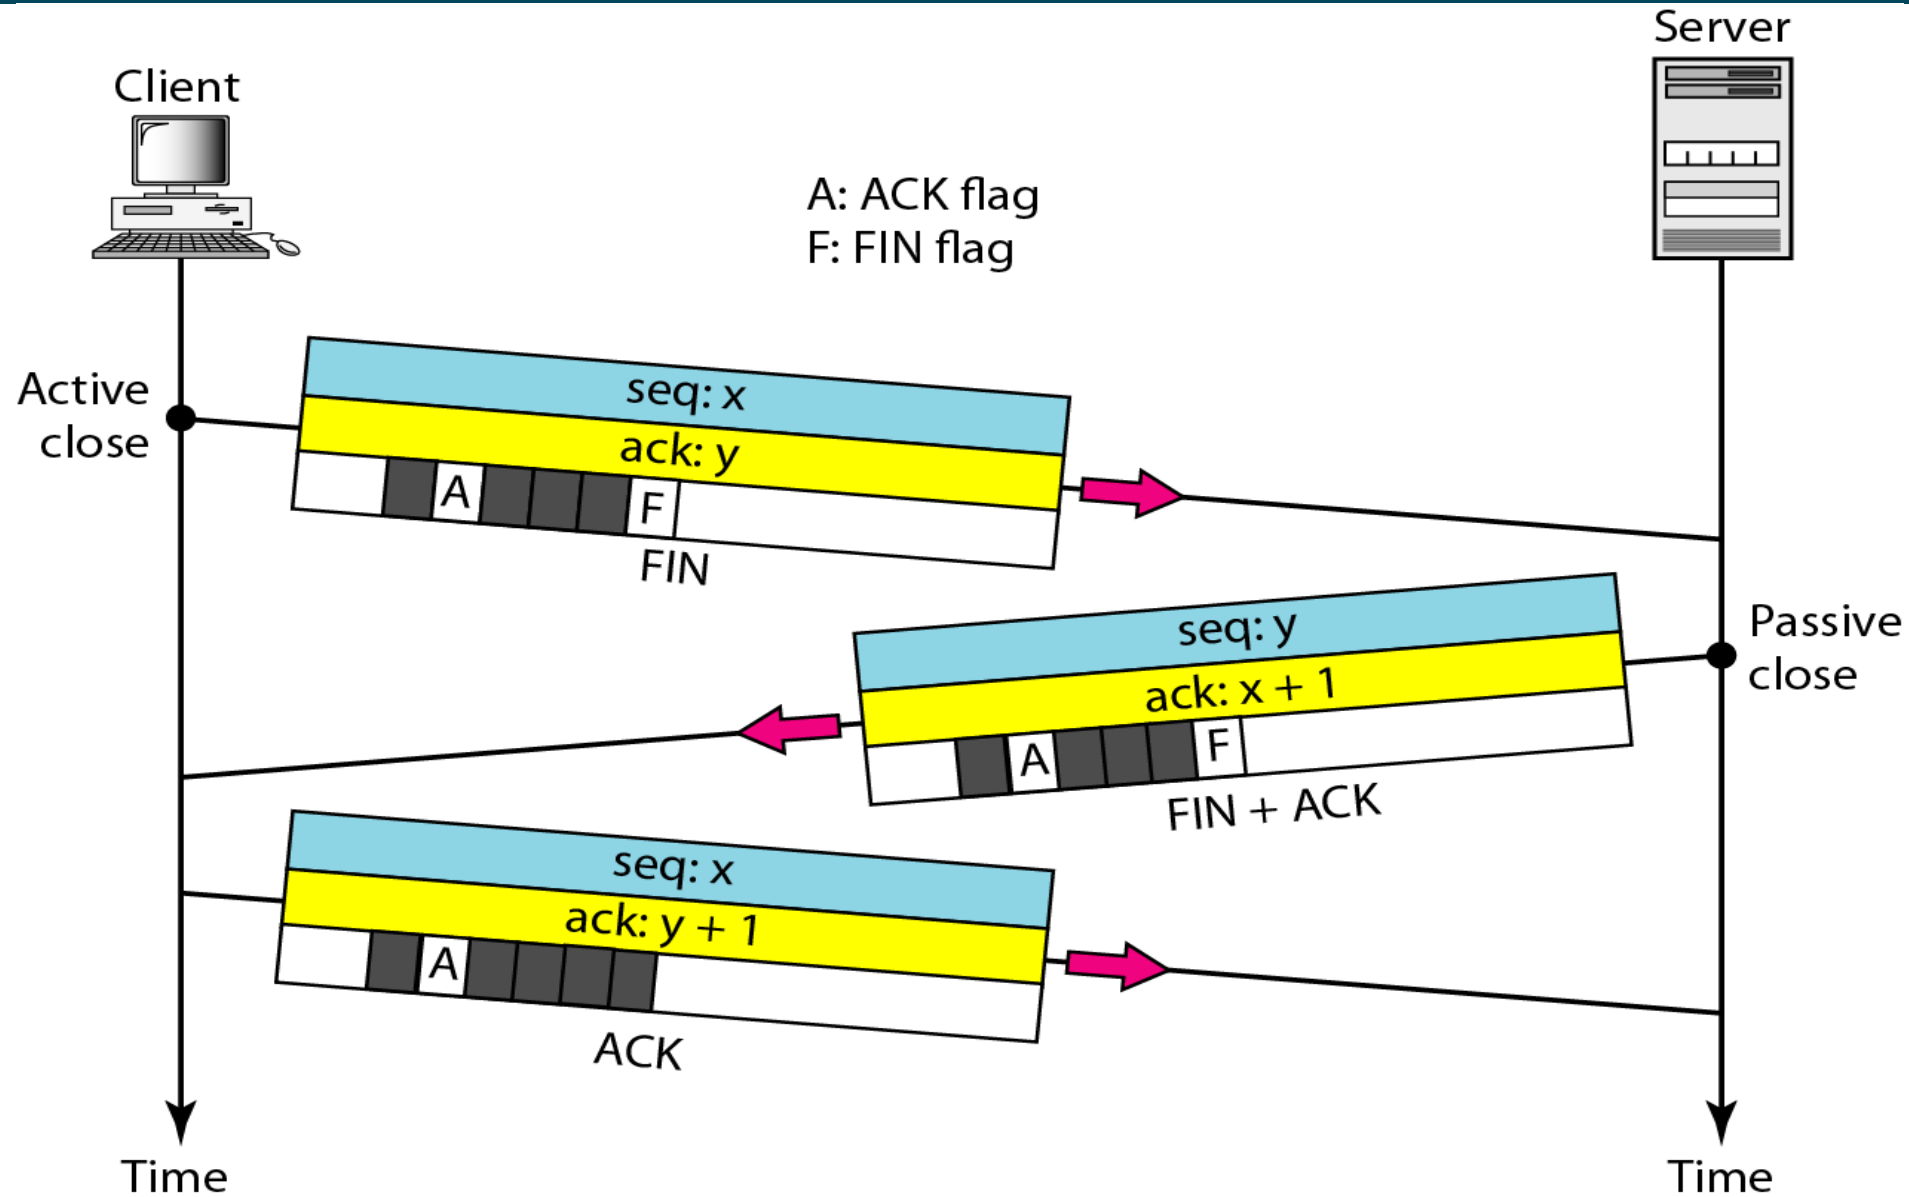 Server
Client
A: ACK flag
F: FIN flag
Active
close
seq: x
ack: y
A F
FIN
Passive
close
seq: y
ack: x + 1
A F
FIN + ACK
seq: x
ack: y + 1
A
ACK
Time
Time